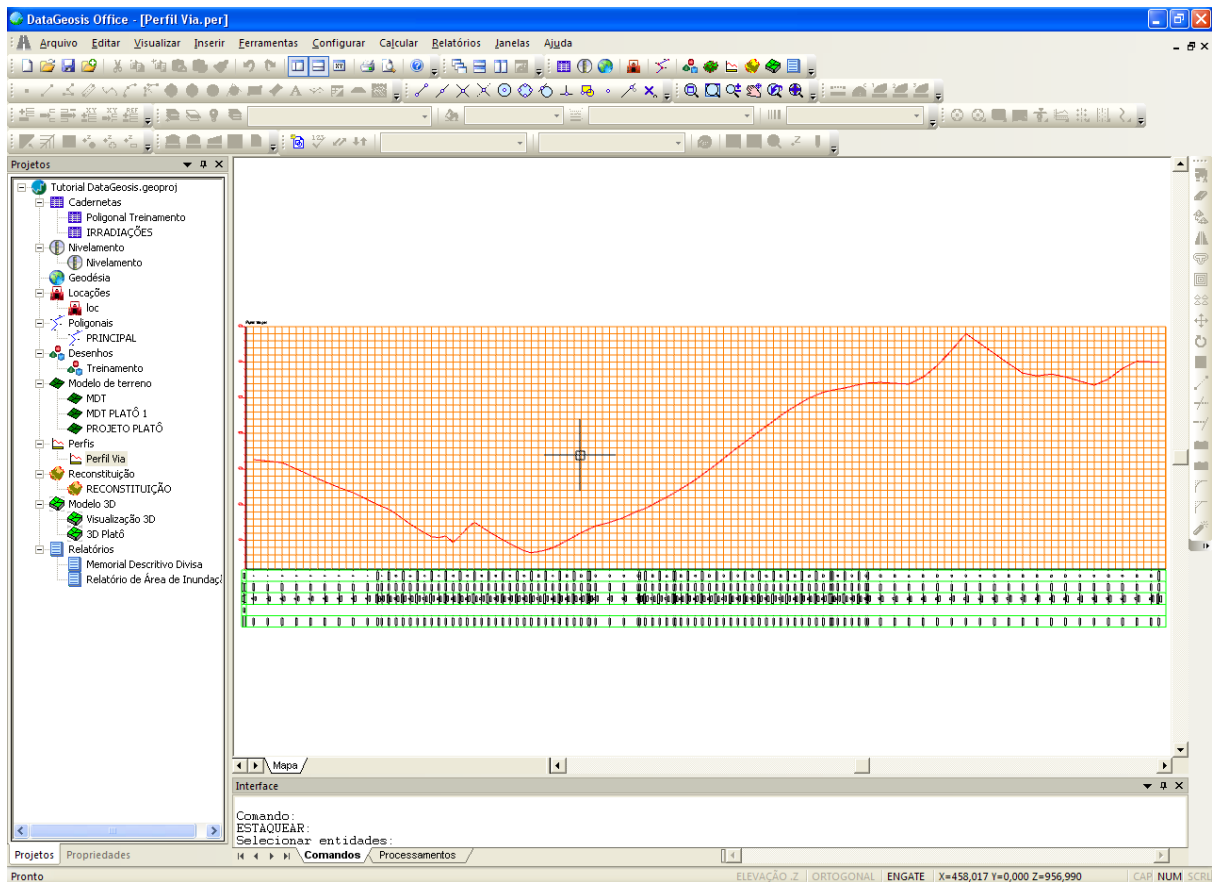 DataGeosis Office - [Perfil Via.per]
Arquivo Editar Visualizar Inserir Ferramentas Configurar Calcular Relatórios Janelas Ajuda
Projetos
Tutorial DataGeosis.geoproj
Cadernetas
Poligonal Treinamento
IRRADIAÇÕES
Nivelamento
Nivelamento
Geodésia
Locações
loc
Poligonais
PRINCIPAL
Desenhos
Treinamento
Modelo de terreno
MDT
MDT PLATÔ 1
PROJETO PLATÔ
Perfis
Perfil Via
Reconstituição
RECONSTITUIÇÃO
Modelo 3D
Visualização 3D
3D Platô
Relatórios
Memorial Descritivo Divisa
Relatório de Área de Inundaç
Mapa
Interface
Comando:
ESTAQUEAR:
Selecionar entidades:
Projetos Propriedades
Comandos Processamentos
Pronto
ELEVAÇÃO .Z ORTOGONAL ENGATE X=458,017 Y=0,000 Z=956,990 CAP NUM SCRL